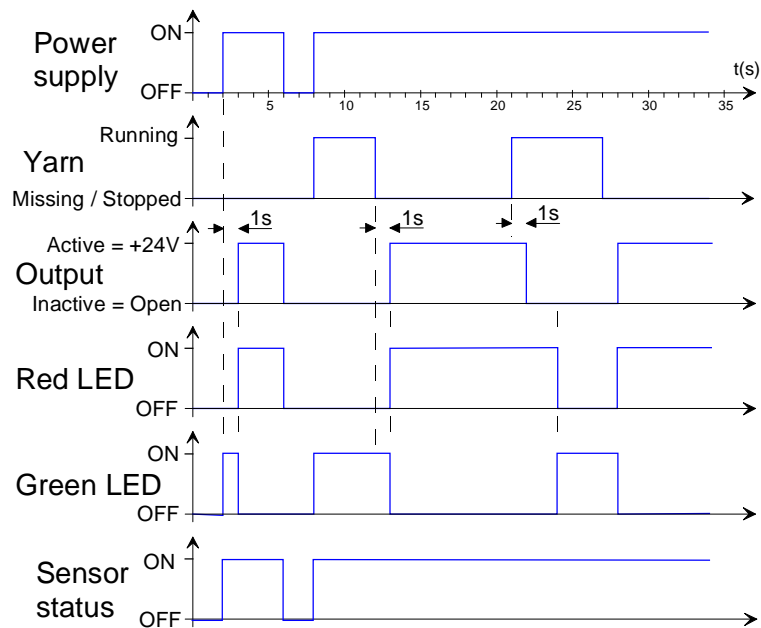 Power
supply
ON
OFF
t(s)
5 10 15 20 25 30 35
Yarn
Running
Missing / Stopped
1s 1s 1s
Output
Active = +24V
Inactive = Open
Red LED
ON
OFF
Green LED
ON
OFF
Sensor
status
ON
OFF